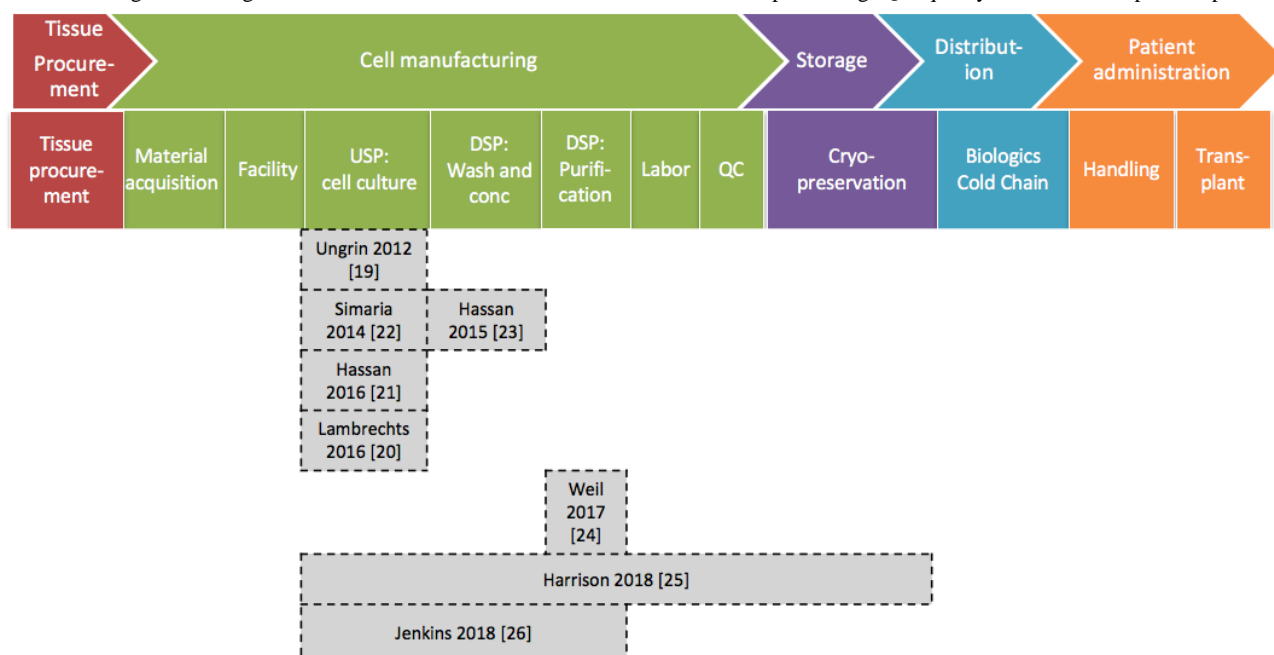 Tissue
Procure-
ment
Cell manufacturing
Storage
Distribut-
ion
Patient
administration
Tissue
procure-
ment
Material
acquisition
Facility
USP:
cell culture
DSP:
Wash and
conc
DSP:
Purifi-
cation
Labor
QC
Cryo-
preservation
Biologics
Cold Chain
Handling
Trans-
plant
Ungrin 2012
[19]
Simaria
2014 [22]
Hassan
2015 [23]
Hassan
2016 [21]
Lambrechts
2016 [20]
Weil
2017
[24]
Harrison 2018 [25]
Jenkins 2018 [26]